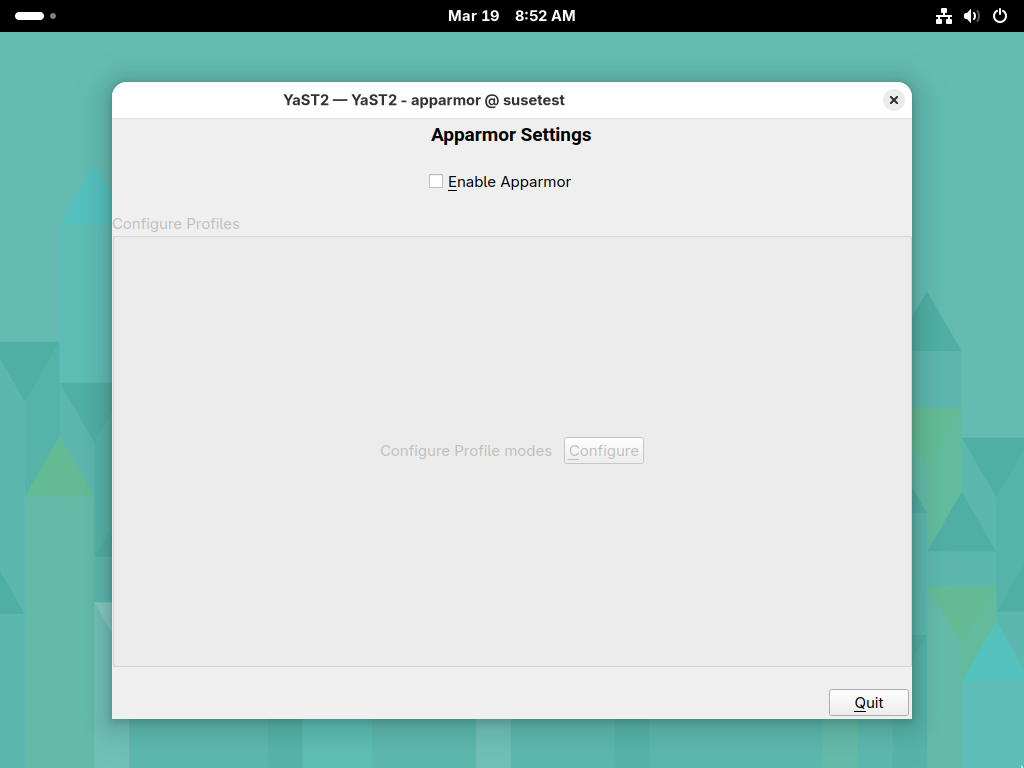 Mar 19 8:52 AM
YaST2 — YaST2 - apparmor @ susetest
Apparmor Settings
Enable Apparmor
Configure Profiles
Configure Profile modes Configure
Quit